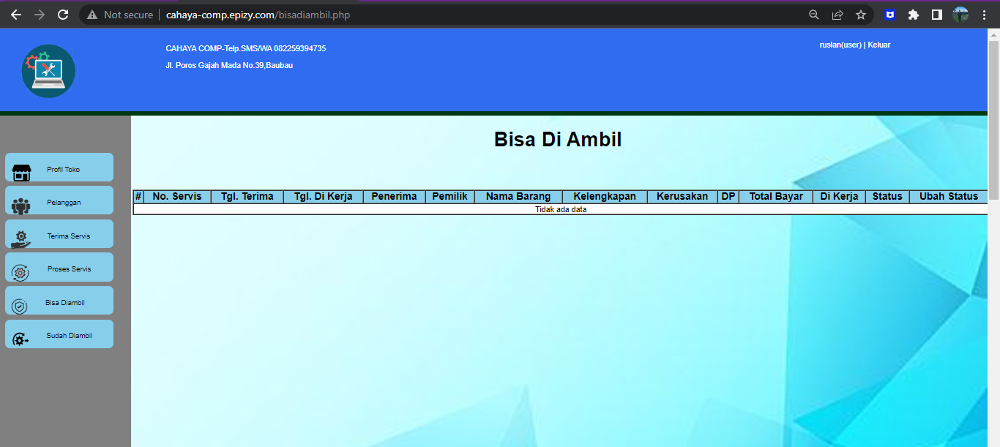 Not secure cahaya-comp.epizy.com/bisadiambil.php
CAHAYA COMP-Telp.SMS/WA 082259394735
ruslan(user) | Keluar
Jl. Poros Gajah Mada No.39,Baubau
Bisa Di Ambil
Profil Toko
Pelanggan
Terima Servis
Proses Servis
Bisa Diambil
Sudah Diambil
# No. Servis Tgl. Terima Tgl. Di Kerja Penerima Pemilik Nama Barang Kelengkapan Kerusakan DP Total Bayar Di Kerja Status Ubah Status
Tidak ada data